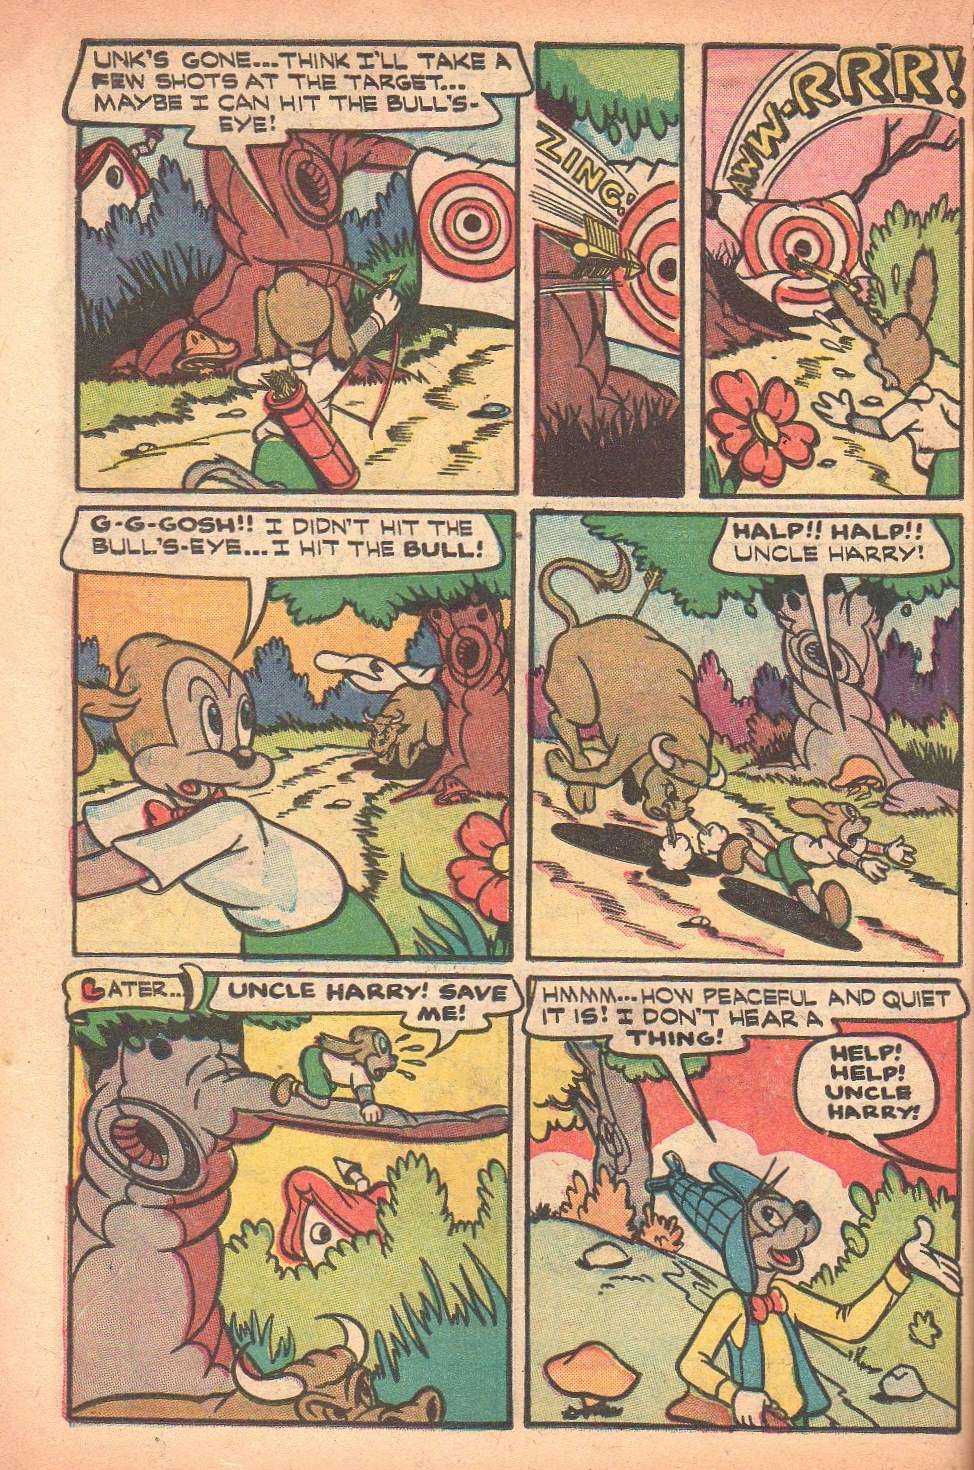 UNK'S GONE...THINK I'LL TAKE A
FEW SHOTS AT THE TARGET...
MAYBE I CAN HIT THE BULL'S-
EYE!
ZING!
AWW-RRRR!
G-G-GOSH!! I DIDN'T HIT THE
BULL'S-EYE...I HIT THE BULL!
HALP!! HALP!!
UNCLE HARRY!
LATER...
UNCLE HARRY! SAVE
ME!
HMMM...HOW PEACEFUL AND QUIET
IT IS! I DON'T HEAR A
THING!
HELP!
HELP!
UNCLE
HARRY!